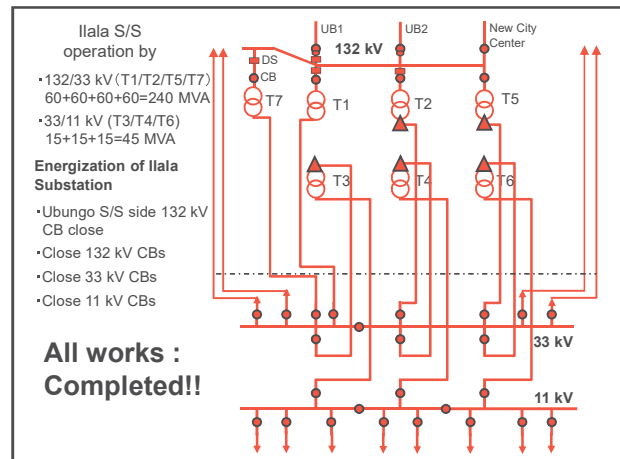 Ilala S/S
operation by
・132/33 kV (T1/T2/T5/T7)
60+60+60+60=240 MVA
・33/11 kV (T3/T4/T6)
15+15+15=45 MVA
Energization of Ilala
Substation
・Ubungo S/S side 132 kV
CB close
・Close 132 kV CBs
・Close 33 kV CBs
・Close 11 kV CBs
All works :
Completed!!
UB1
UB2
New City
Center
132 kV
DS
CB
T7
T1
T2
T5
T3
T4
T6
33 kV
11 kV